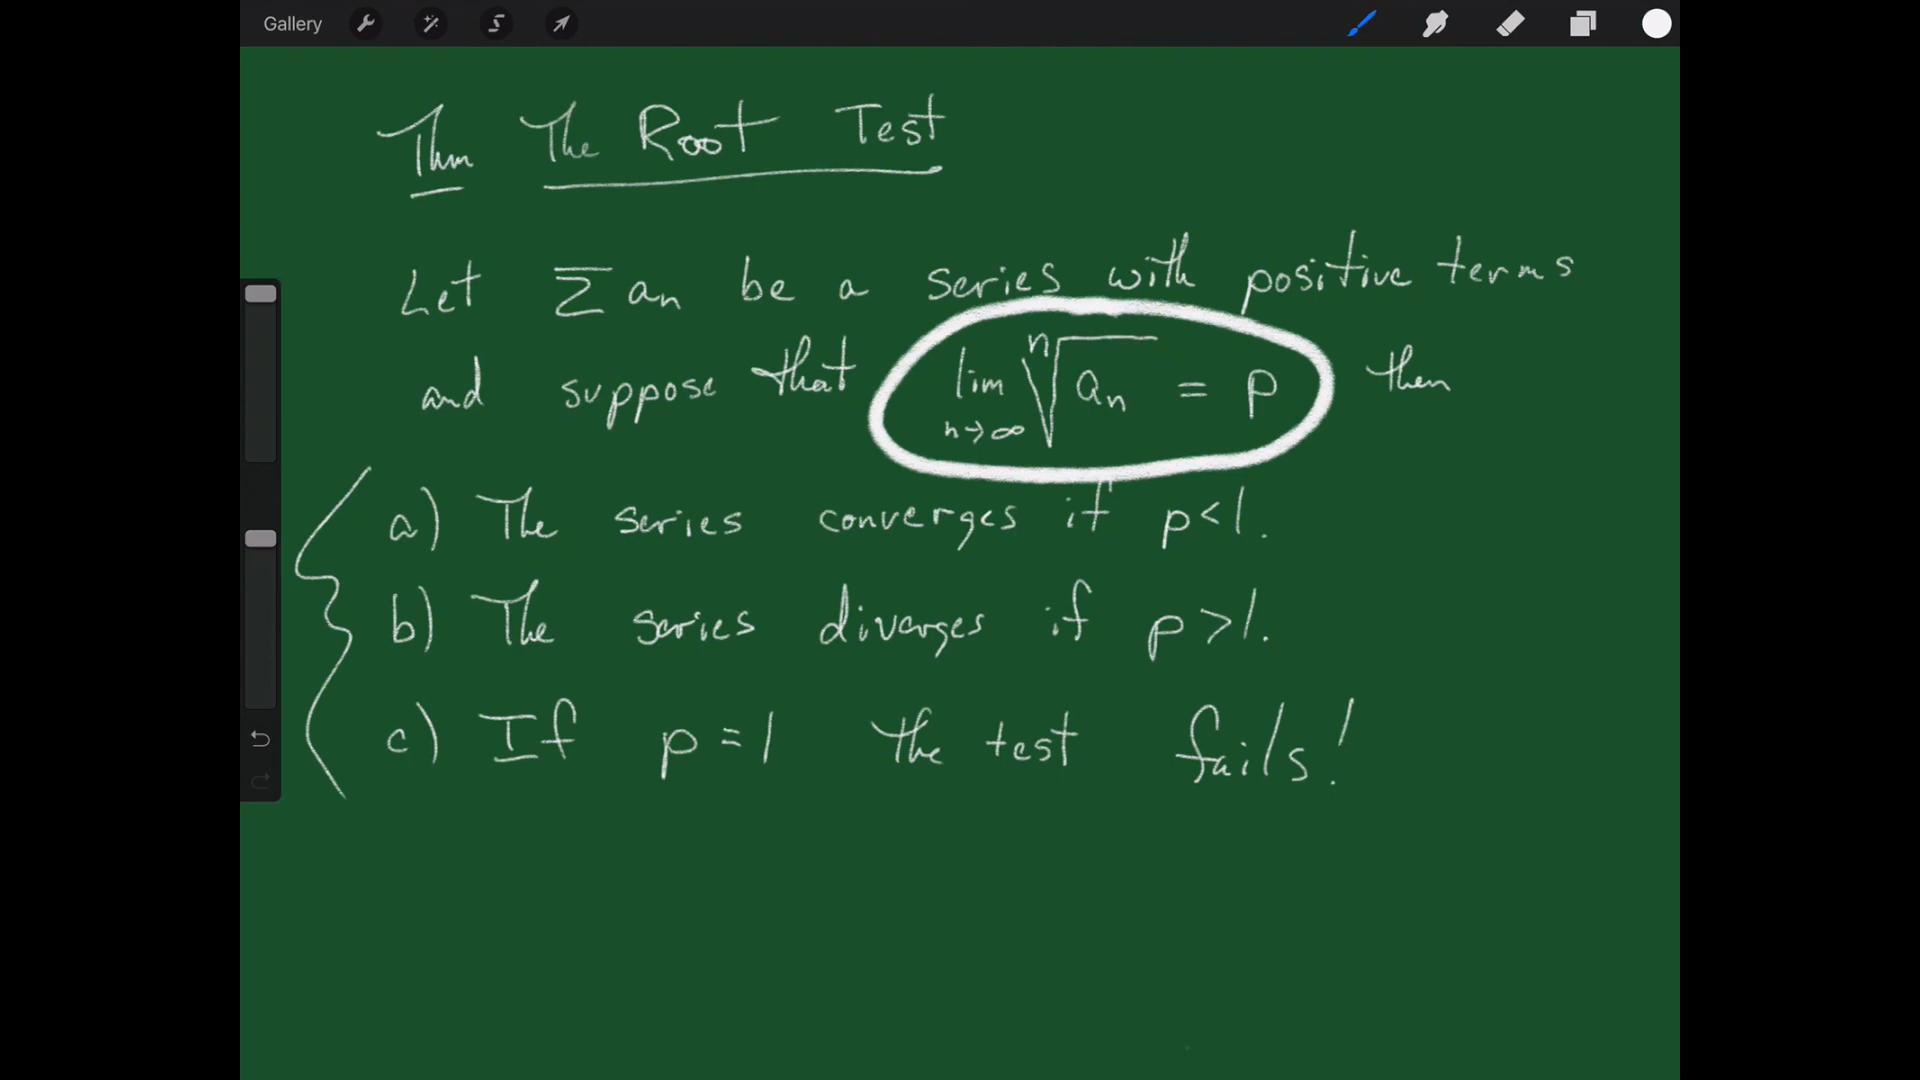 Gallery
Thm The Root Test
Let Σ an be a series with positive terms
and suppose that lim n→∞ ⁿ√an = p then
a) The series converges if p<1.
b) The series diverges if p>1.
c) If p=1 the test fails!